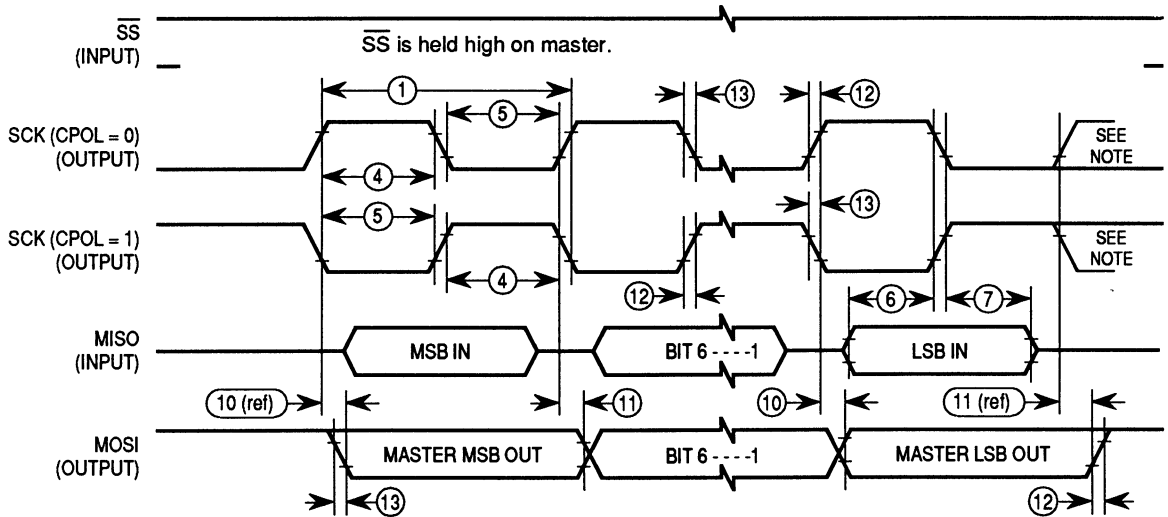 SS
(INPUT)
SS is held high on master.
1
5
13
12
SCK (CPOL = 0)
(OUTPUT)
SEE
NOTE
4
5
13
SCK (CPOL = 1)
(OUTPUT)
SEE
NOTE
4
12
6
7
MISO
(INPUT)
MSB IN
BIT 6 - - - - -1
LSB IN
10 (ref)
11
10
11 (ref)
MOSI
(OUTPUT)
MASTER MSB OUT
BIT 6 - - - - -1
MASTER LSB OUT
13
12